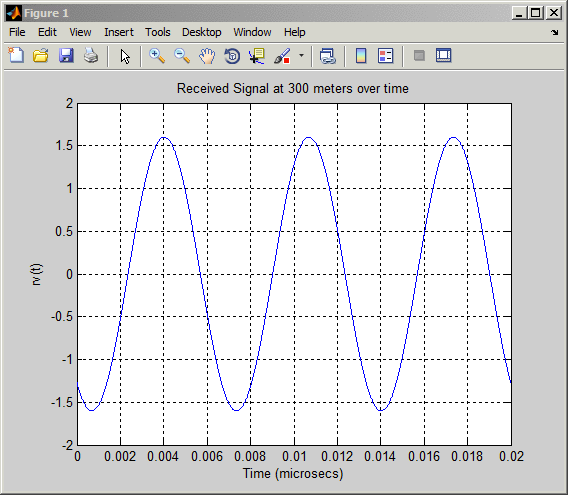 Figure 1
File Edit View Insert Tools Desktop Window Help
Received Signal at 300 meters over time
2
1.5
1
0.5
0
-0.5
-1
-1.5
-2
rv(t)
0 0.002 0.004 0.006 0.008 0.01 0.012 0.014 0.016 0.018 0.02
Time (microsecs)